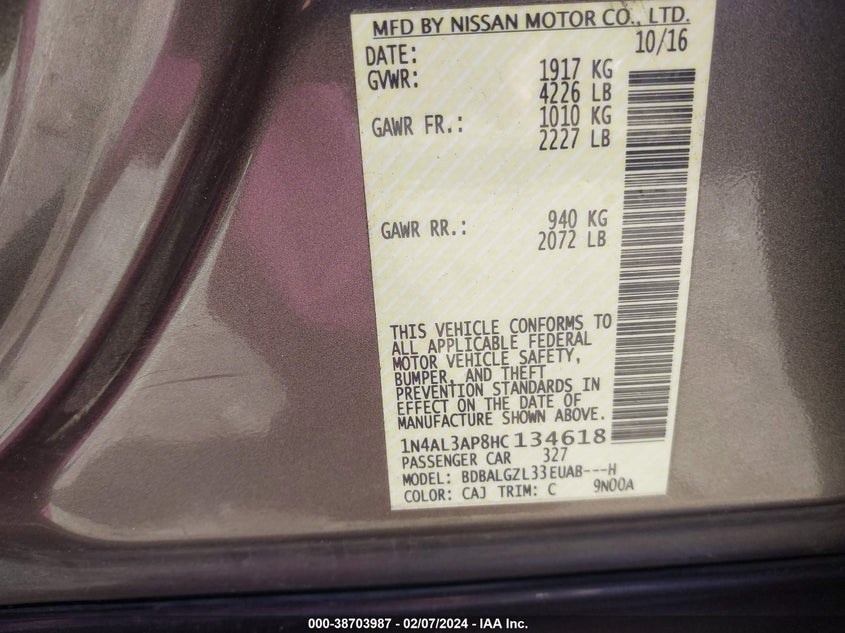 MFD BY NISSAN MOTOR CO., LTD.
DATE: 10/16
GVWR: 1917 KG
4226 LB
GAWR FR.: 1010 KG
2227 LB
GAWR RR.: 940 KG
2072 LB
THIS VEHICLE CONFORMS TO
ALL APPLICABLE FEDERAL
MOTOR VEHICLE SAFETY,
BUMPER, AND THEFT
PREVENTION STANDARDS IN
EFFECT ON THE DATE OF
MANUFACTURE SHOWN ABOVE.
1N4AL3AP8HC134618
PASSENGER CAR 327
MODEL: BDBALGZL33EUAB---H
COLOR: CAJ TRIM: C 9N00A
000-38703987 - 02/07/2024 - IAA Inc.